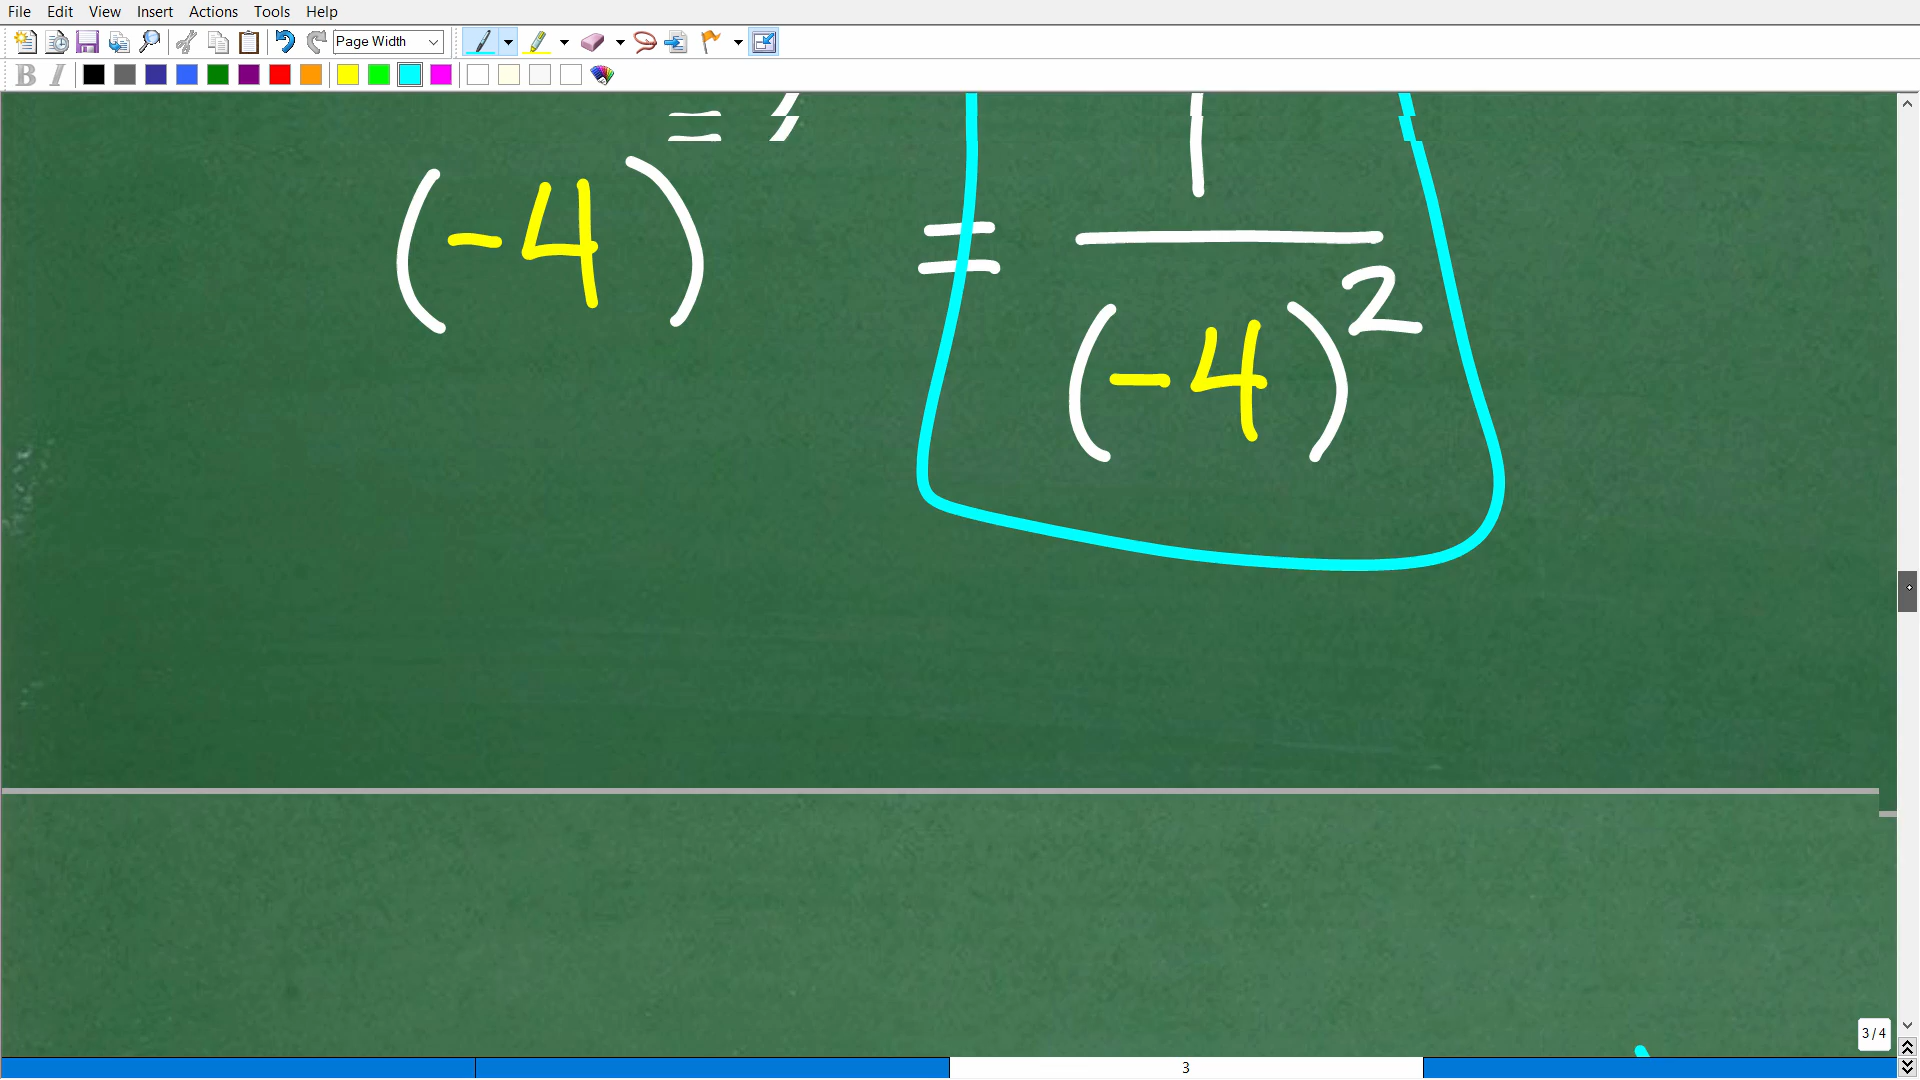 File Edit View Insert Actions Tools Help
Page Width
B I
(-4) = 1
(-4)²
3 / 4
3